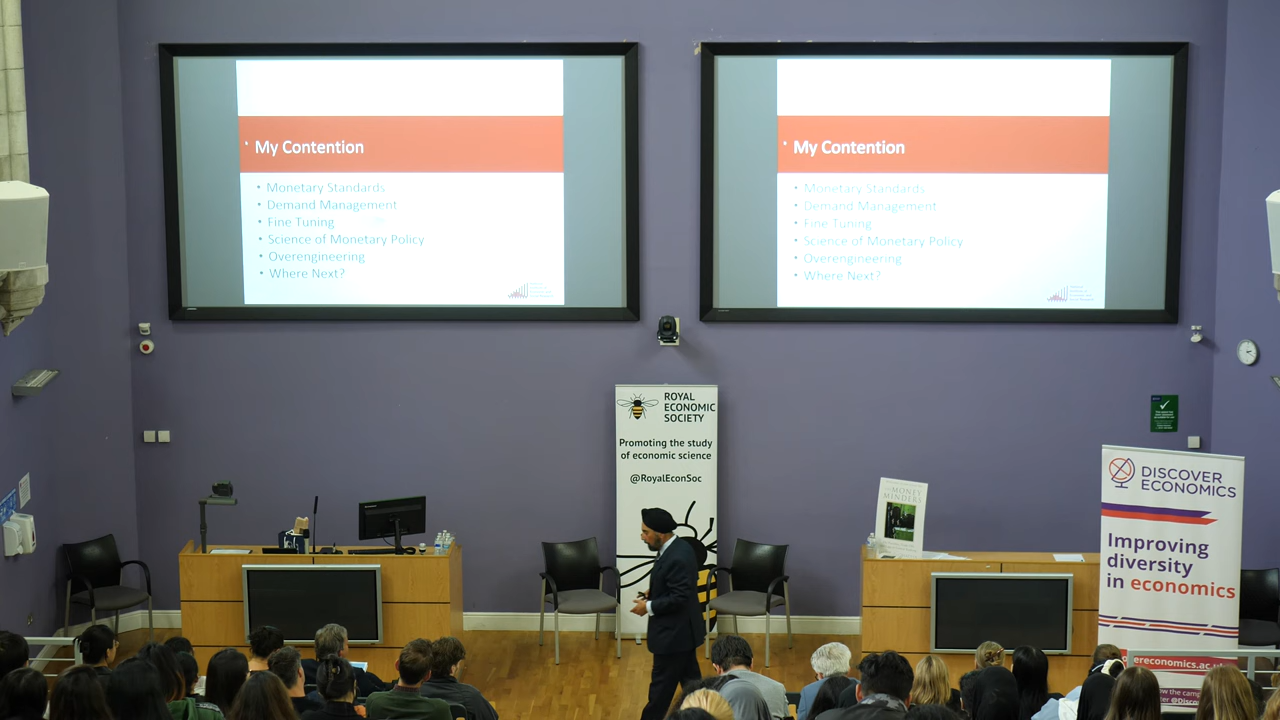 My Contention
• Monetary Standards
• Demand Management
• Fine Tuning
• Science of Monetary Policy
• Overengineering
• Where Next?
My Contention
• Monetary Standards
• Demand Management
• Fine Tuning
• Science of Monetary Policy
• Overengineering
• Where Next?
ROYAL
ECONOMIC
SOCIETY
Promoting the study
of economic science
@RoyalEconSoc
MONEY
MINDERS
DISCOVER
ECONOMICS
Improving
diversity
in economics
ereconomics.ac.u